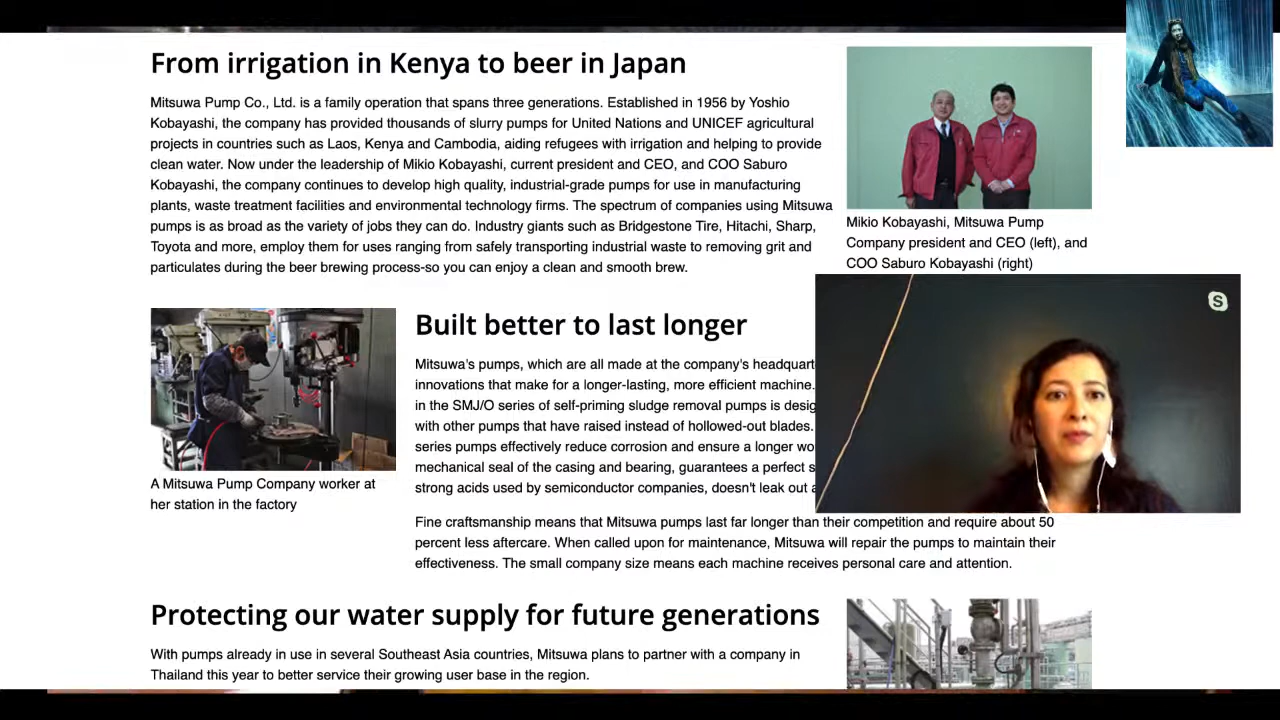 From irrigation in Kenya to beer in Japan
Mitsuwa Pump Co., Ltd. is a family operation that spans three generations. Established in 1956 by Yoshio
Kobayashi, the company has provided thousands of slurry pumps for United Nations and UNICEF agricultural
projects in countries such as Laos, Kenya and Cambodia, aiding refugees with irrigation and helping to provide
clean water. Now under the leadership of Mikio Kobayashi, current president and CEO, and COO Saburo
Kobayashi, the company continues to develop high quality, industrial-grade pumps for use in manufacturing
plants, waste treatment facilities and environmental technology firms. The spectrum of companies using Mitsuwa
pumps is as broad as the variety of jobs they can do. Industry giants such as Bridgestone Tire, Hitachi, Sharp,
Toyota and more, employ them for uses ranging from safely transporting industrial waste to removing grit and
particulates during the beer brewing process-so you can enjoy a clean and smooth brew.
Mikio Kobayashi, Mitsuwa Pump
Company president and CEO (left), and
COO Saburo Kobayashi (right)
S
Built better to last longer
Mitsuwa's pumps, which are all made at the company's headquart
innovations that make for a longer-lasting, more efficient machine.
in the SMJ/O series of self-priming sludge removal pumps is desig
with other pumps that have raised instead of hollowed-out blades.
series pumps effectively reduce corrosion and ensure a longer wo
mechanical seal of the casing and bearing, guarantees a perfect s
strong acids used by semiconductor companies, doesn't leak out a
Fine craftsmanship means that Mitsuwa pumps last far longer than their competition and require about 50
percent less aftercare. When called upon for maintenance, Mitsuwa will repair the pumps to maintain their
effectiveness. The small company size means each machine receives personal care and attention.
A Mitsuwa Pump Company worker at
her station in the factory
Protecting our water supply for future generations
With pumps already in use in several Southeast Asia countries, Mitsuwa plans to partner with a company in
Thailand this year to better service their growing user base in the region.